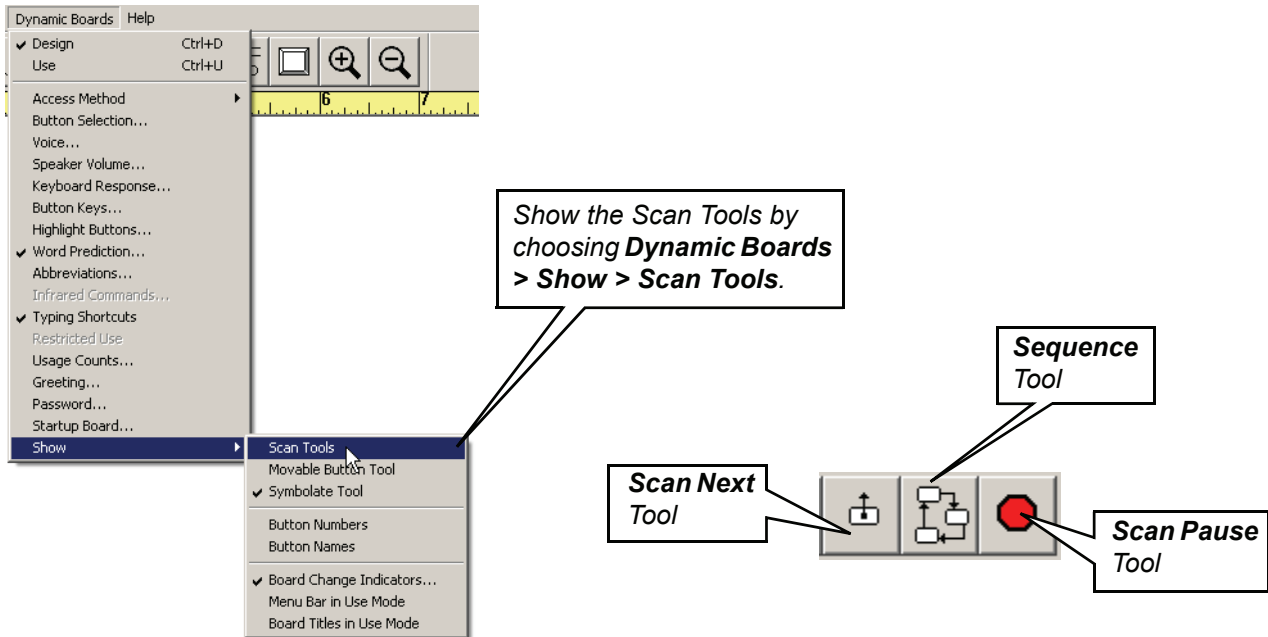 Dynamic Boards Help
✓ Design Ctrl+D
Use Ctrl+U
6 7
Access Method
Button Selection...
Voice...
Speaker Volume...
Keyboard Response...
Button Keys...
Highlight Buttons...
✓ Word Prediction...
Abbreviations...
Infrared Commands...
✓ Typing Shortcuts
Restricted Use
Usage Counts...
Greeting...
Password...
Startup Board...
Show
Scan Tools
Movable Button Tool
✓ Symbolate Tool
Button Numbers
Button Names
✓ Board Change Indicators...
Menu Bar in Use Mode
Board Titles in Use Mode
Show the Scan Tools by
choosing Dynamic Boards
> Show > Scan Tools.
Sequence
Tool
Scan Next
Tool
Scan Pause
Tool